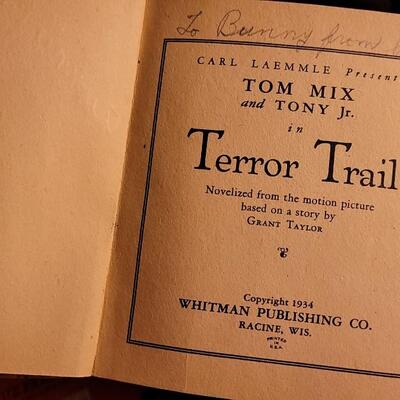 To Bunny from
CARL LAEMMLE Present
TOM MIX
and TONY Jr.
in
Terror Trail
Novelized from the motion picture
based on a story by
GRANT TAYLOR
Copyright 1934
WHITMAN PUBLISHING CO.
RACINE, WIS.
PRINTED IN
U.S.A.